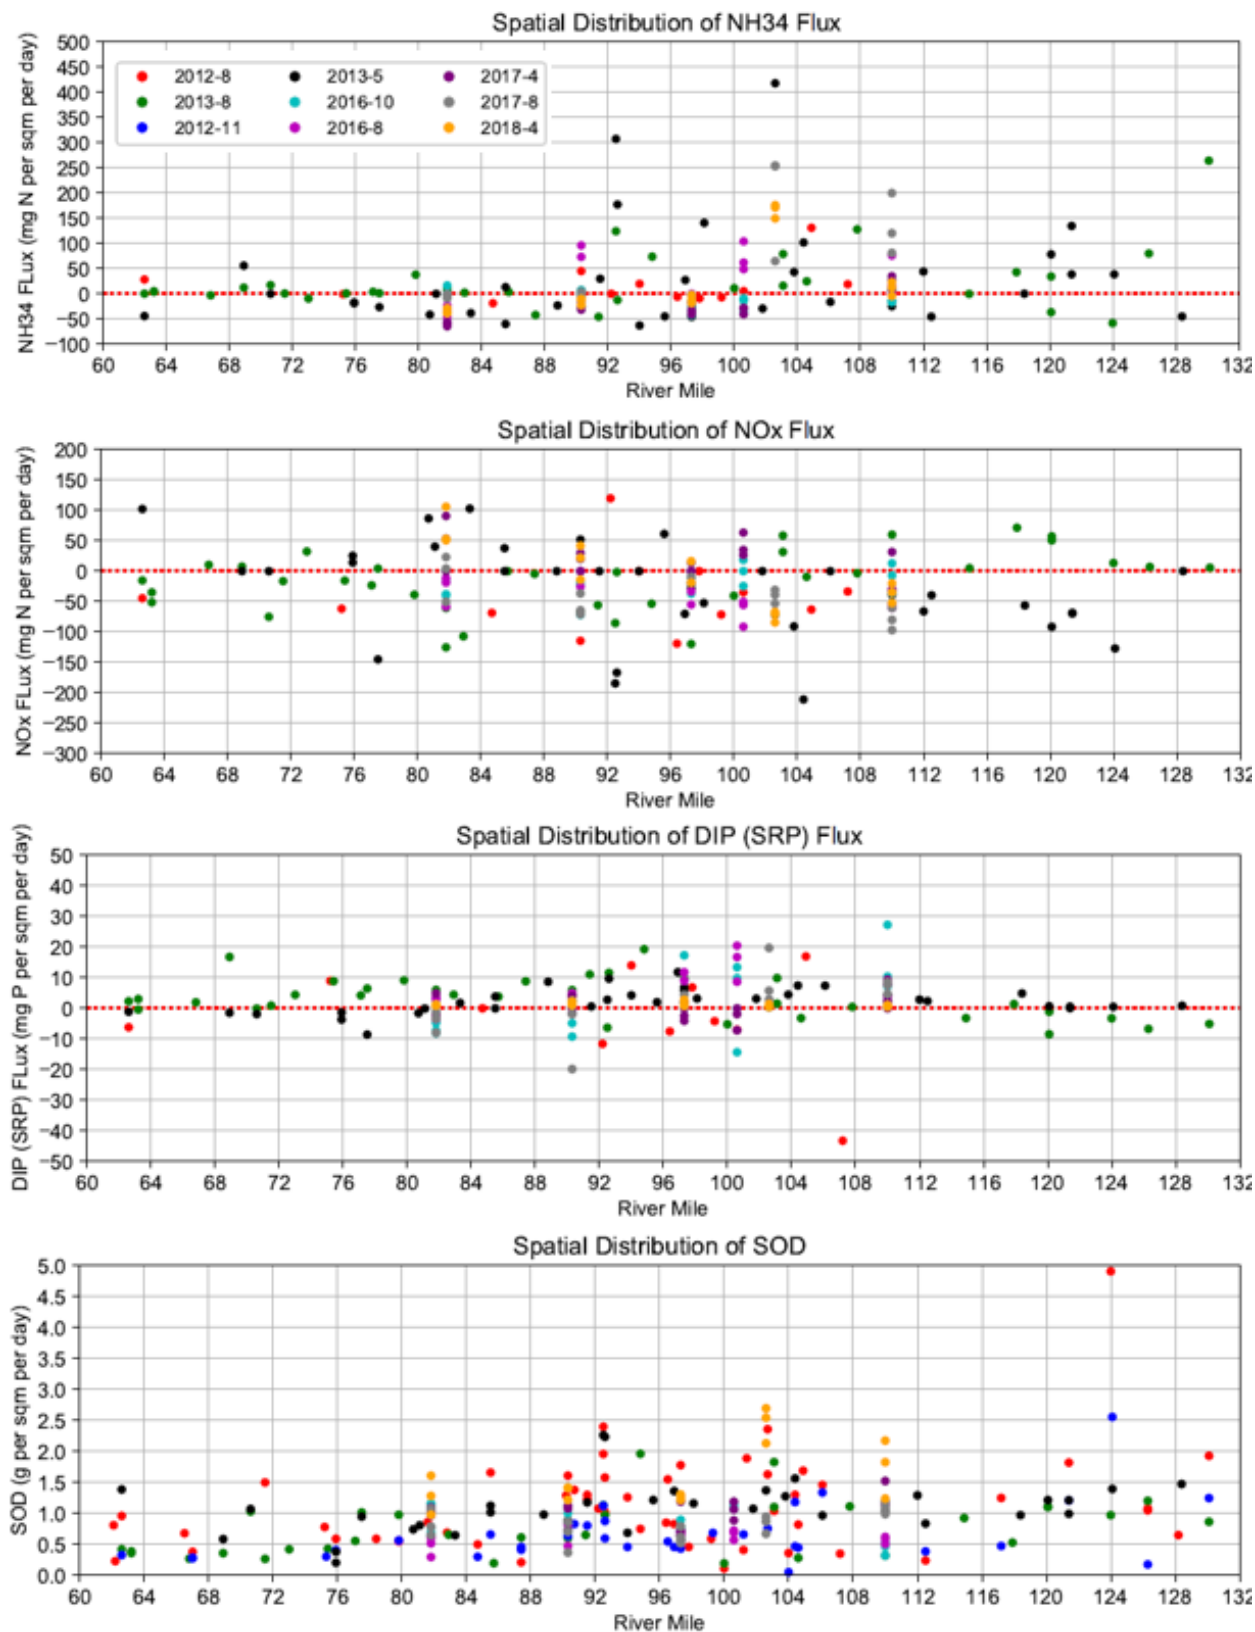 Spatial Distribution of NH34 Flux
NH34 FLux (mg N per sqm per day)
500
450
400
350
300
250
200
150
100
50
0
−50
−100
2012-8 2013-5 2017-4
2013-8 2016-10 2017-8
2012-11 2016-8 2018-4
60 64 68 72 76 80 84 88 92 96 100 104 108 112 116 120 124 128 132
River Mile
Spatial Distribution of NOx Flux
NOx FLux (mg N per sqm per day)
200
150
100
50
0
−50
−100
−150
−200
−250
−300
60 64 68 72 76 80 84 88 92 96 100 104 108 112 116 120 124 128 132
River Mile
Spatial Distribution of DIP (SRP) Flux
DIP (SRP) FLux (mg P per sqm per day)
50
40
30
20
10
0
−10
−20
−30
−40
−50
60 64 68 72 76 80 84 88 92 96 100 104 108 112 116 120 124 128 132
River Mile
Spatial Distribution of SOD
SOD (g per sqm per day)
5.0
4.5
4.0
3.5
3.0
2.5
2.0
1.5
1.0
0.5
0.0
60 64 68 72 76 80 84 88 92 96 100 104 108 112 116 120 124 128 132
River Mile